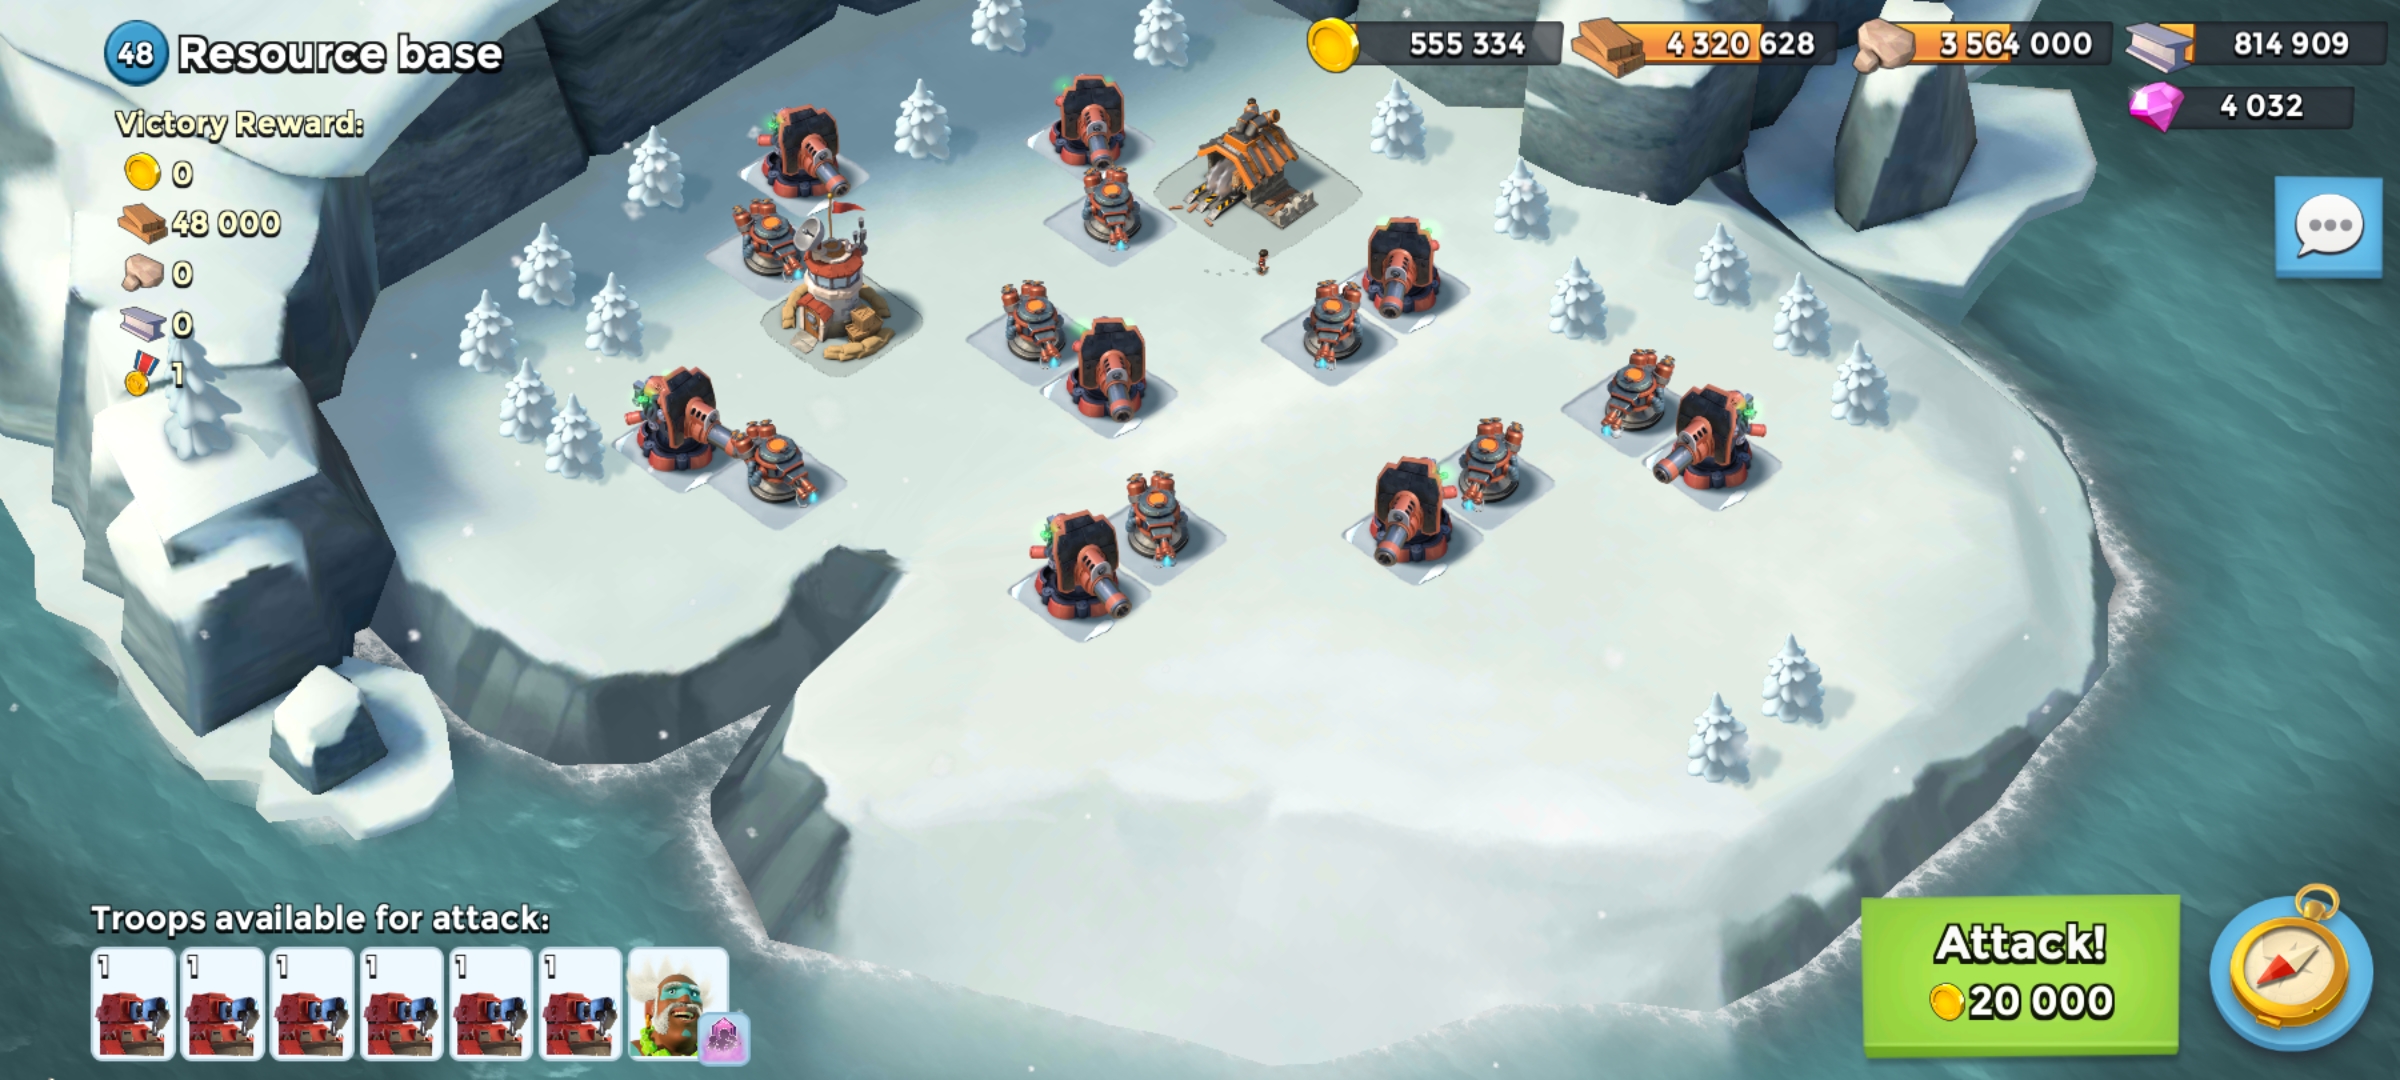 48 Resource base
555 334
4 320 628
3 564 000
814 909
4 032
Victory Reward:
0
48 000
0
0
1
Troops available for attack:
1 1 1 1 1 1
Attack!
20 000